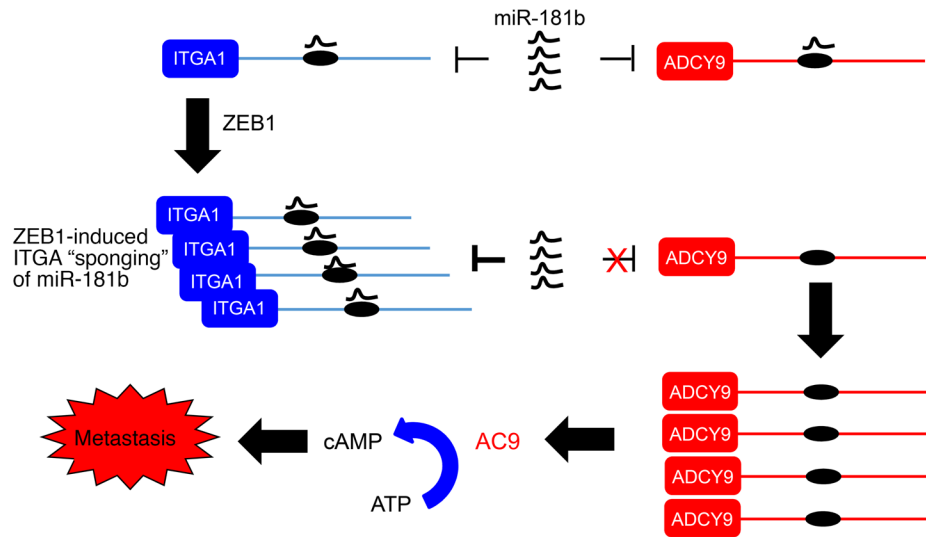 miR-181b
ITGA1
ADCY9
ZEB1
ITGA1
ZEB1-induced
ITGA1
ADCY9
ITGA “sponging”
of miR-181b
ITGA1
ITGA1
ADCY9
Metastasis
cAMP
AC9
ADCY9
ATP
ADCY9
ADCY9